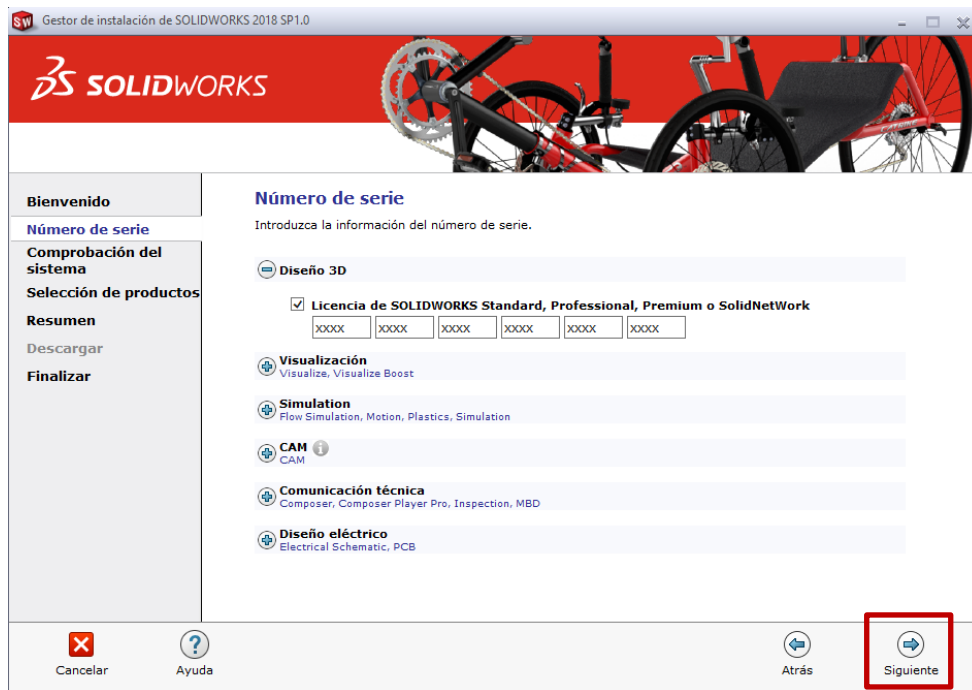 SW Gestor de instalación de SOLIDWORKS 2018 SP1.0
SOLIDWORKS
Bienvenido
Número de serie
Comprobación del
sistema
Selección de productos
Resumen
Descargar
Finalizar
Número de serie
Introduzca la información del número de serie.
Diseño 3D
Licencia de SOLIDWORKS Standard, Professional, Premium o SolidNetWork
xxxx xxxx xxxx xxxx xxxx xxxx
Visualización
Visualize, Visualize Boost
Simulation
Flow Simulation, Motion, Plastics, Simulation
CAM
CAM
Comunicación técnica
Composer, Composer Player Pro, Inspection, MBD
Diseño eléctrico
Electrical Schematic, PCB
Cancelar
Ayuda
Atrás
Siguiente